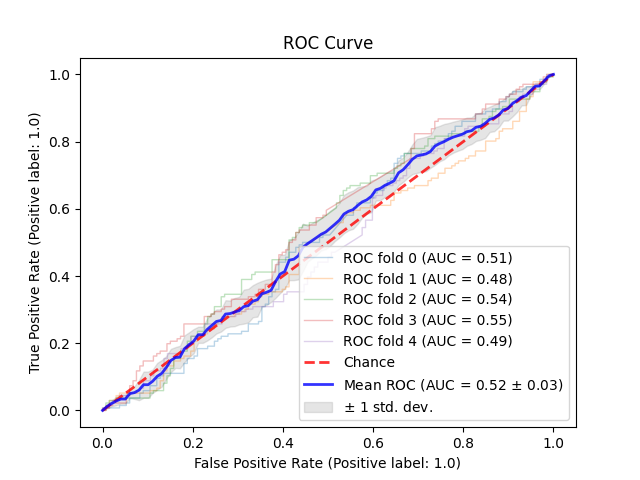 ROC Curve
True Positive Rate (Positive label: 1.0)
1.0
0.8
0.6
0.4
0.2
0.0
ROC fold 0 (AUC = 0.51)
ROC fold 1 (AUC = 0.48)
ROC fold 2 (AUC = 0.54)
ROC fold 3 (AUC = 0.55)
ROC fold 4 (AUC = 0.49)
Chance
Mean ROC (AUC = 0.52 ± 0.03)
± 1 std. dev.
0.0 0.2 0.4 0.6 0.8 1.0
False Positive Rate (Positive label: 1.0)